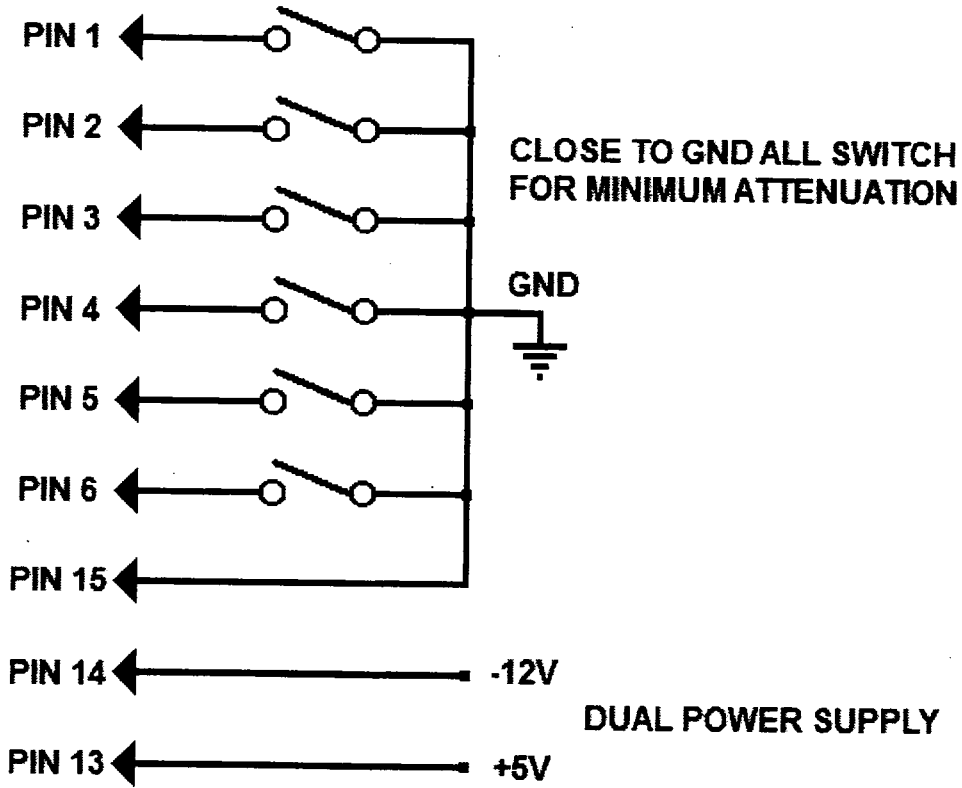 PIN 1
PIN 2
CLOSE TO GND ALL SWITCH
FOR MINIMUM ATTENUATION
PIN 3
GND
PIN 4
PIN 5
PIN 6
PIN 15
PIN 14
-12V
DUAL POWER SUPPLY
PIN 13
+5V